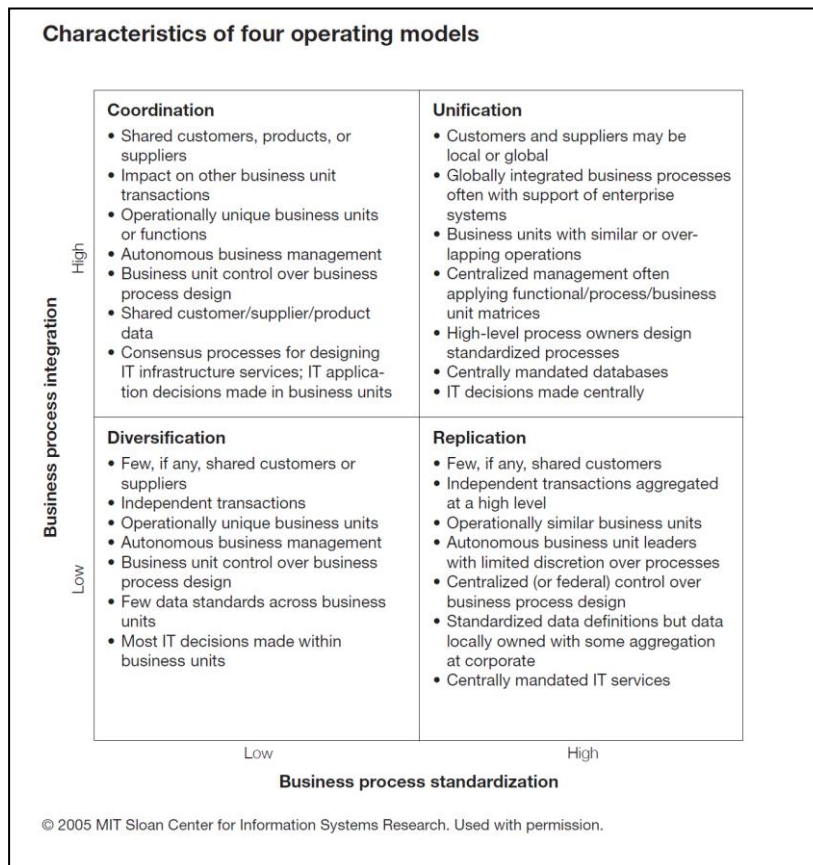 Characteristics of four operating models
Coordination
• Shared customers, products, or
suppliers
• Impact on other business unit
transactions
• Operationally unique business units
or functions
• Autonomous business management
• Business unit control over business
process design
• Shared customer/supplier/product
data
• Consensus processes for designing
IT infrastructure services; IT applica-
tion decisions made in business units
Unification
• Customers and suppliers may be
local or global
• Globally integrated business processes
often with support of enterprise
systems
• Business units with similar or over-
lapping operations
• Centralized management often
applying functional/process/business
unit matrices
• High-level process owners design
standardized processes
• Centrally mandated databases
• IT decisions made centrally
Diversification
• Few, if any, shared customers or
suppliers
• Independent transactions
• Operationally unique business units
• Autonomous business management
• Business unit control over business
process design
• Few data standards across business
units
• Most IT decisions made within
business units
Replication
• Few, if any, shared customers
• Independent transactions aggregated
at a high level
• Operationally similar business units
• Autonomous business unit leaders
with limited discretion over processes
• Centralized (or federal) control over
business process design
• Standardized data definitions but data
locally owned with some aggregation
at corporate
• Centrally mandated IT services
Business process integration
High
Low
Low
High
Business process standardization
© 2005 MIT Sloan Center for Information Systems Research. Used with permission.